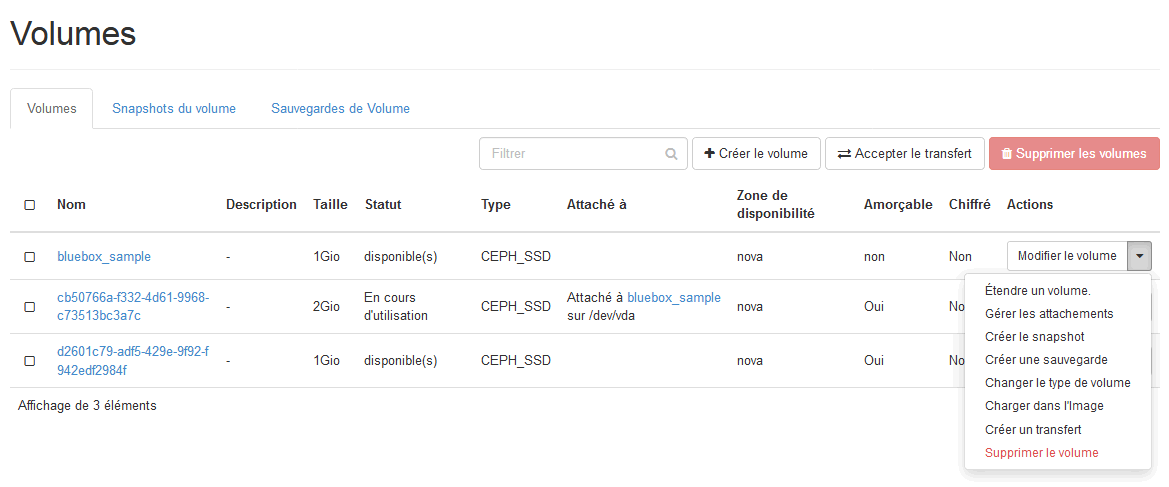 Volumes
Volumes
Snapshots du volume
Sauvegardes de Volume
Filtrer
Créer le volume
Accepter le transfert
Supprimer les volumes
Nom
Description
Taille
Statut
Type
Attaché à
Zone de
disponibilité
Amorçable
Chiffré
Actions
bluebox_sample
-
1Gio
disponible(s)
CEPH_SSD
nova
non
Non
Modifier le volume
cb50766a-f332-4d61-9968-
c73513bc3a7c
-
2Gio
En cours
d'utilisation
CEPH_SSD
Attaché à bluebox_sample
sur /dev/vda
nova
Oui
d2601c79-adf5-429e-9f92-f
942edf2984f
-
1Gio
disponible(s)
CEPH_SSD
nova
Oui
Étendre un volume.
Gérer les attachements
Créer le snapshot
Créer une sauvegarde
Changer le type de volume
Charger dans l'Image
Créer un transfert
Supprimer le volume
Affichage de 3 éléments